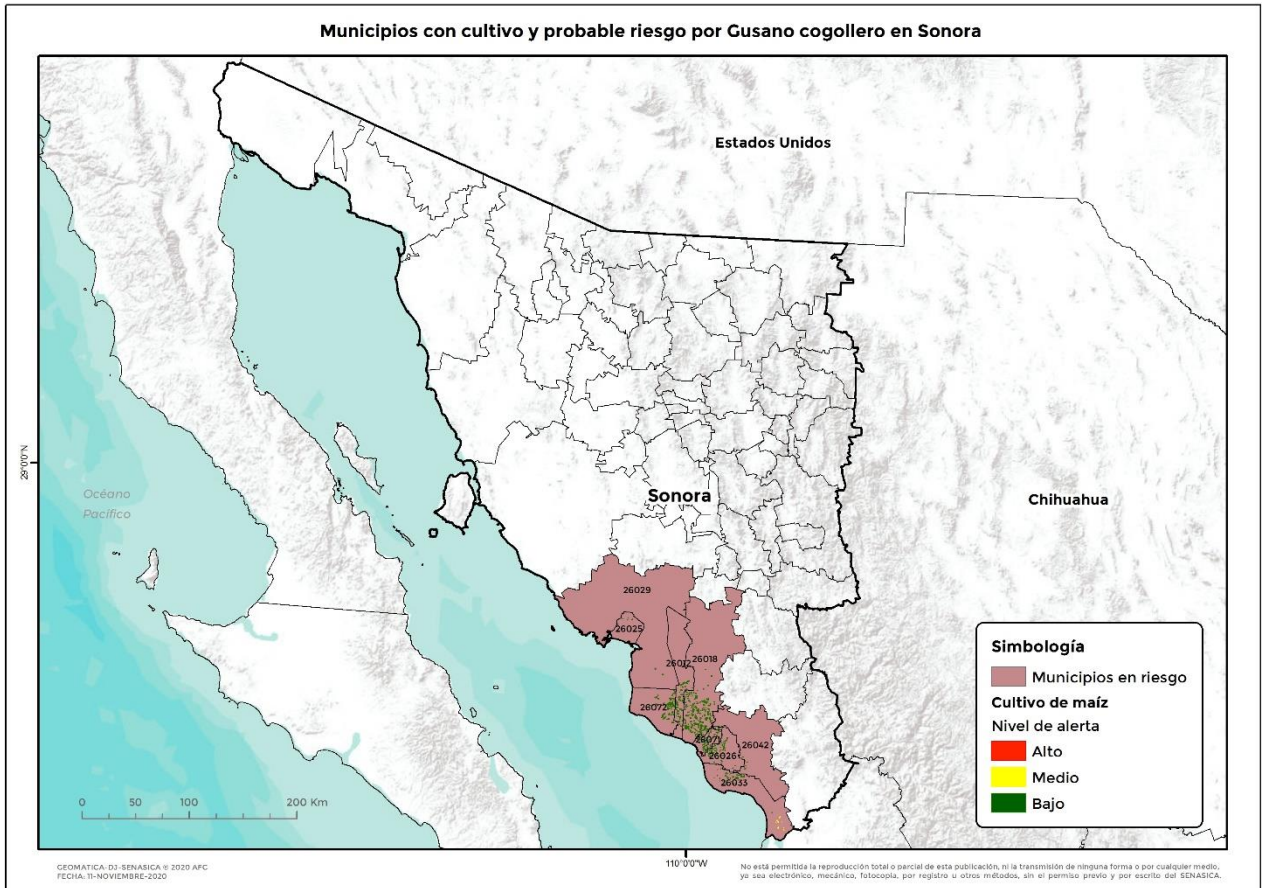 Municipios con cultivo y probable riesgo por Gusano cogollero en Sonora
Estados Unidos
29°0'0"N
Océano
Pacífico
Sonora
Chihuahua
26029
26025
26012
26018
26072
26071
26042
26026
26033
Simbología
Municipios en riesgo
Cultivo de maíz
Nivel de alerta
Alto
Medio
Bajo
0 50 100 200 Km
110°0'0"W
GEOMATICA-DJ-SENASICA © 2020 AFC
FECHA: 11-NOVIEMBRE-2020
No está permitida la reproducción total o parcial de esta publicación, ni la transmisión de ninguna forma o por cualquier medio,
ya sea electrónico, mecánico, fotocopia, por registro u otros métodos, sin el permiso previo y por escrito del SENASICA.